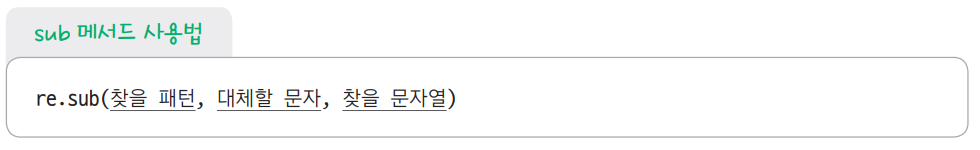 sub 메서드 사용법
re.sub(찾을 패턴, 대체할 문자, 찾을 문자열)